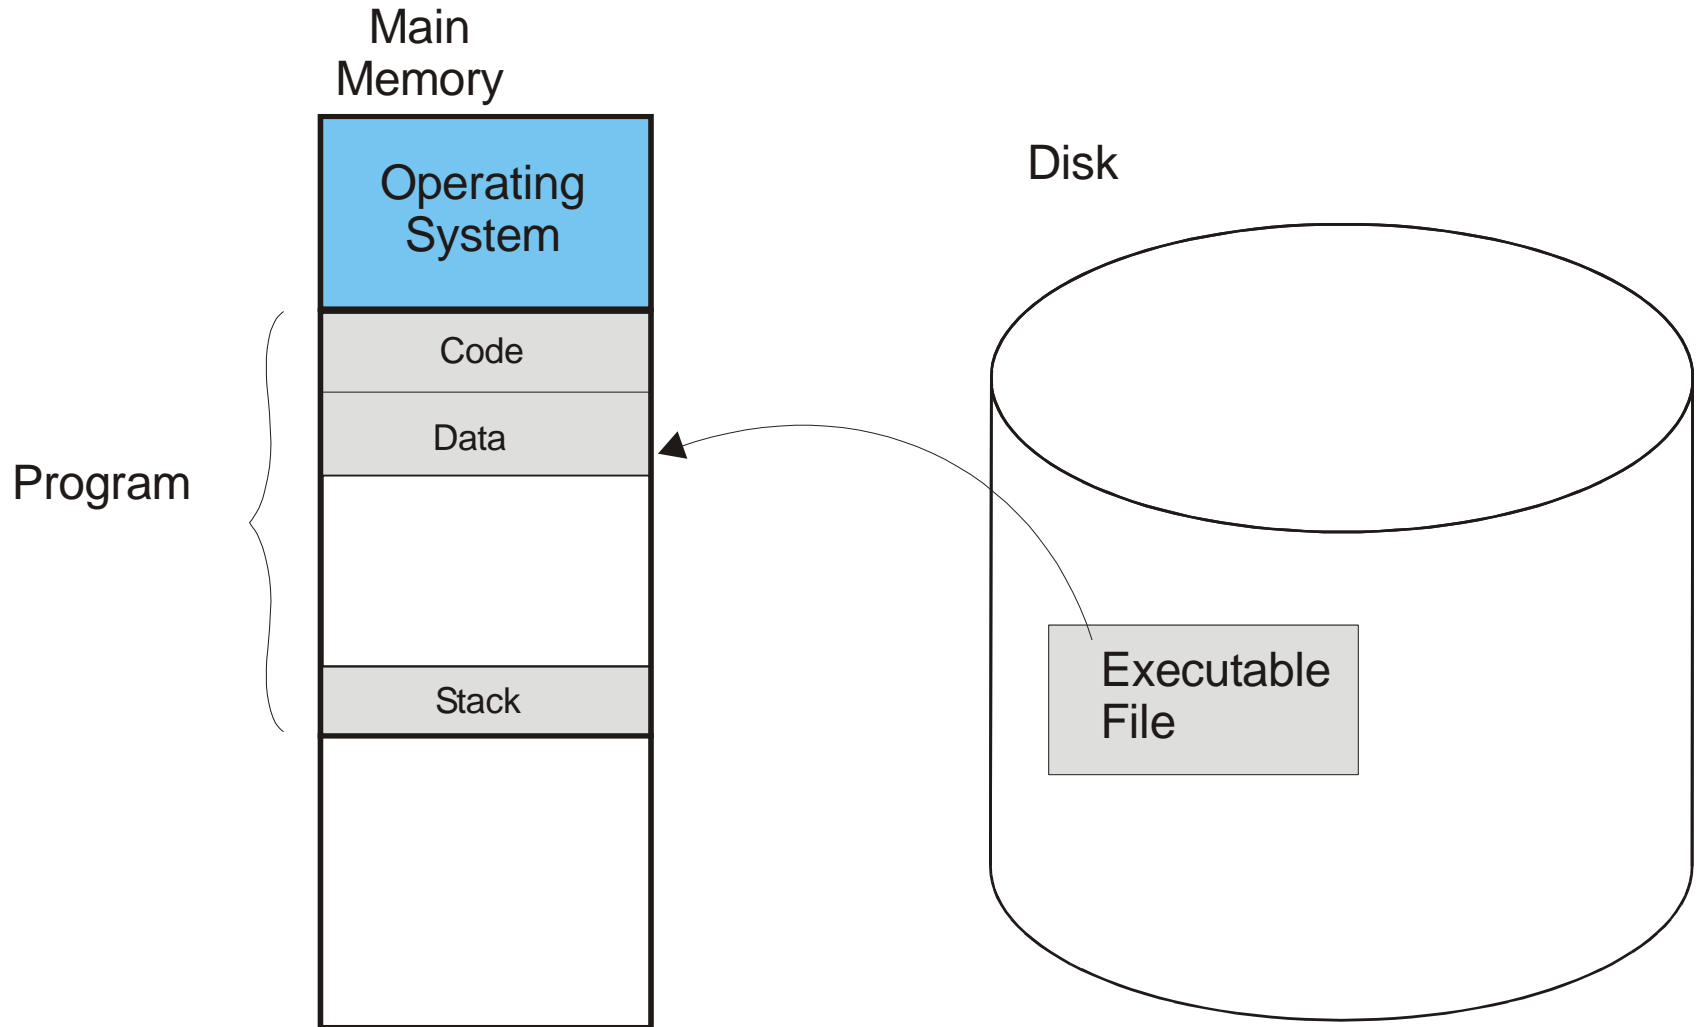 Main
Memory
Operating
System
Code
Data
Stack
Program
Disk
Executable
File